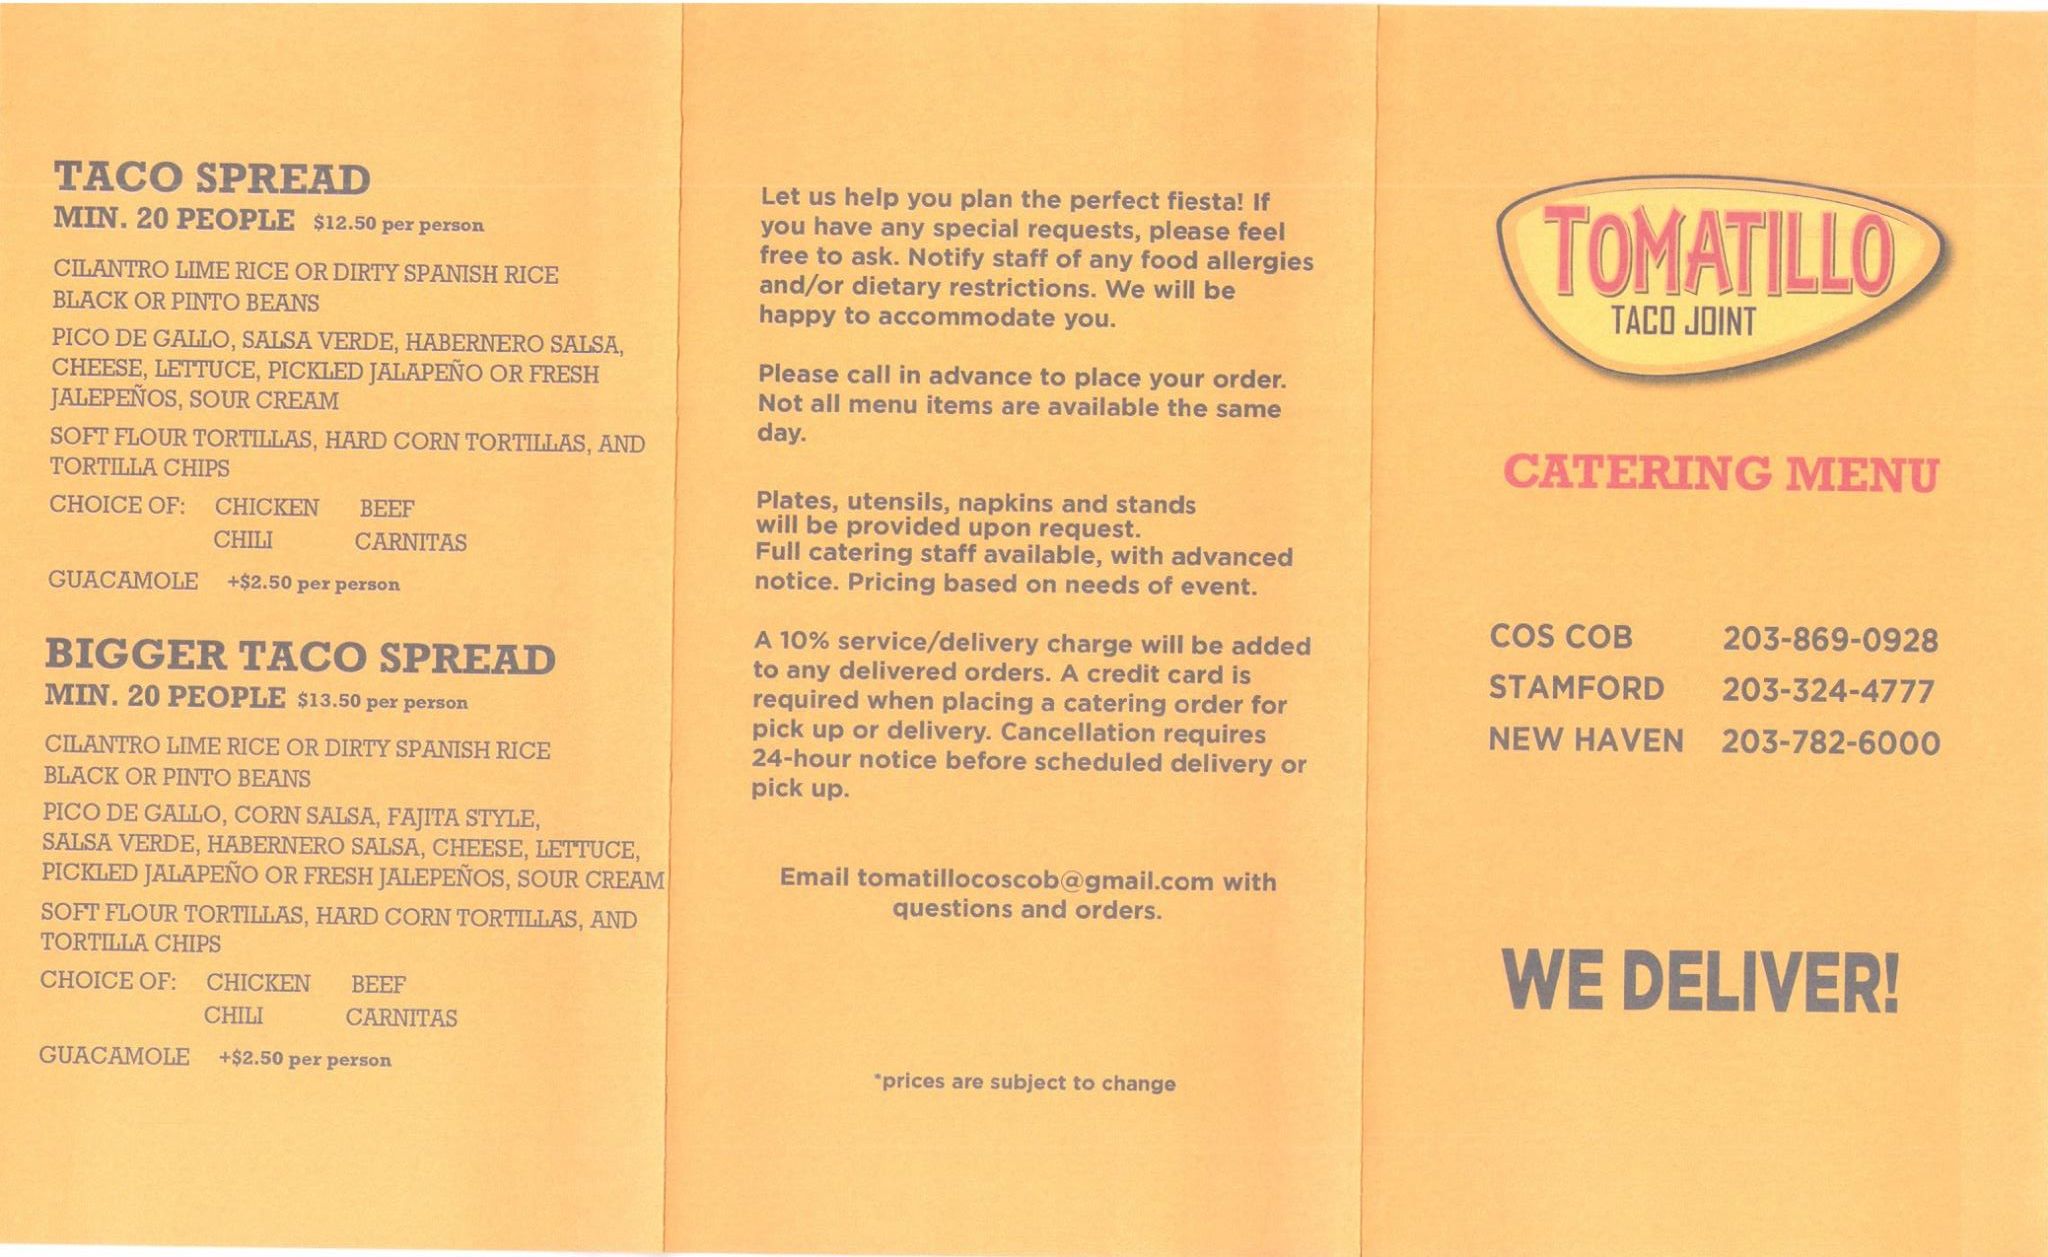 TACO SPREAD
MIN. 20 PEOPLE $12.50 per person
CILANTRO LIME RICE OR DIRTY SPANISH RICE
BLACK OR PINTO BEANS
PICO DE GALLO, SALSA VERDE, HABERNERO SALSA,
CHEESE, LETTUCE, PICKLED JALAPEÑO OR FRESH
JALEPEÑOS, SOUR CREAM
SOFT FLOUR TORTILLAS, HARD CORN TORTILLAS, AND
TORTILLA CHIPS
CHOICE OF: CHICKEN BEEF
CHILI CARNITAS
GUACAMOLE +$2.50 per person
BIGGER TACO SPREAD
MIN. 20 PEOPLE $13.50 per person
CILANTRO LIME RICE OR DIRTY SPANISH RICE
BLACK OR PINTO BEANS
PICO DE GALLO, CORN SALSA, FAJITA STYLE,
SALSA VERDE, HABERNERO SALSA, CHEESE, LETTUCE,
PICKLED JALAPEÑO OR FRESH JALEPEÑOS, SOUR CREAM
SOFT FLOUR TORTILLAS, HARD CORN TORTILLAS, AND
TORTILLA CHIPS
CHOICE OF: CHICKEN BEEF
CHILI CARNITAS
GUACAMOLE +$2.50 per person
Let us help you plan the perfect fiesta! If
you have any special requests, please feel
free to ask. Notify staff of any food allergies
and/or dietary restrictions. We will be
happy to accommodate you.
Please call in advance to place your order.
Not all menu items are available the same
day.
Plates, utensils, napkins and stands
will be provided upon request.
Full catering staff available, with advanced
notice. Pricing based on needs of event.
A 10% service/delivery charge will be added
to any delivered orders. A credit card is
required when placing a catering order for
pick up or delivery. Cancellation requires
24-hour notice before scheduled delivery or
pick up.
Email tomatillocoscob@gmail.com with
questions and orders.
*prices are subject to change
TOMATILLO
TACO JOINT
CATERING MENU
COS COB 203-869-0928
STAMFORD 203-324-4777
NEW HAVEN 203-782-6000
WE DELIVER!